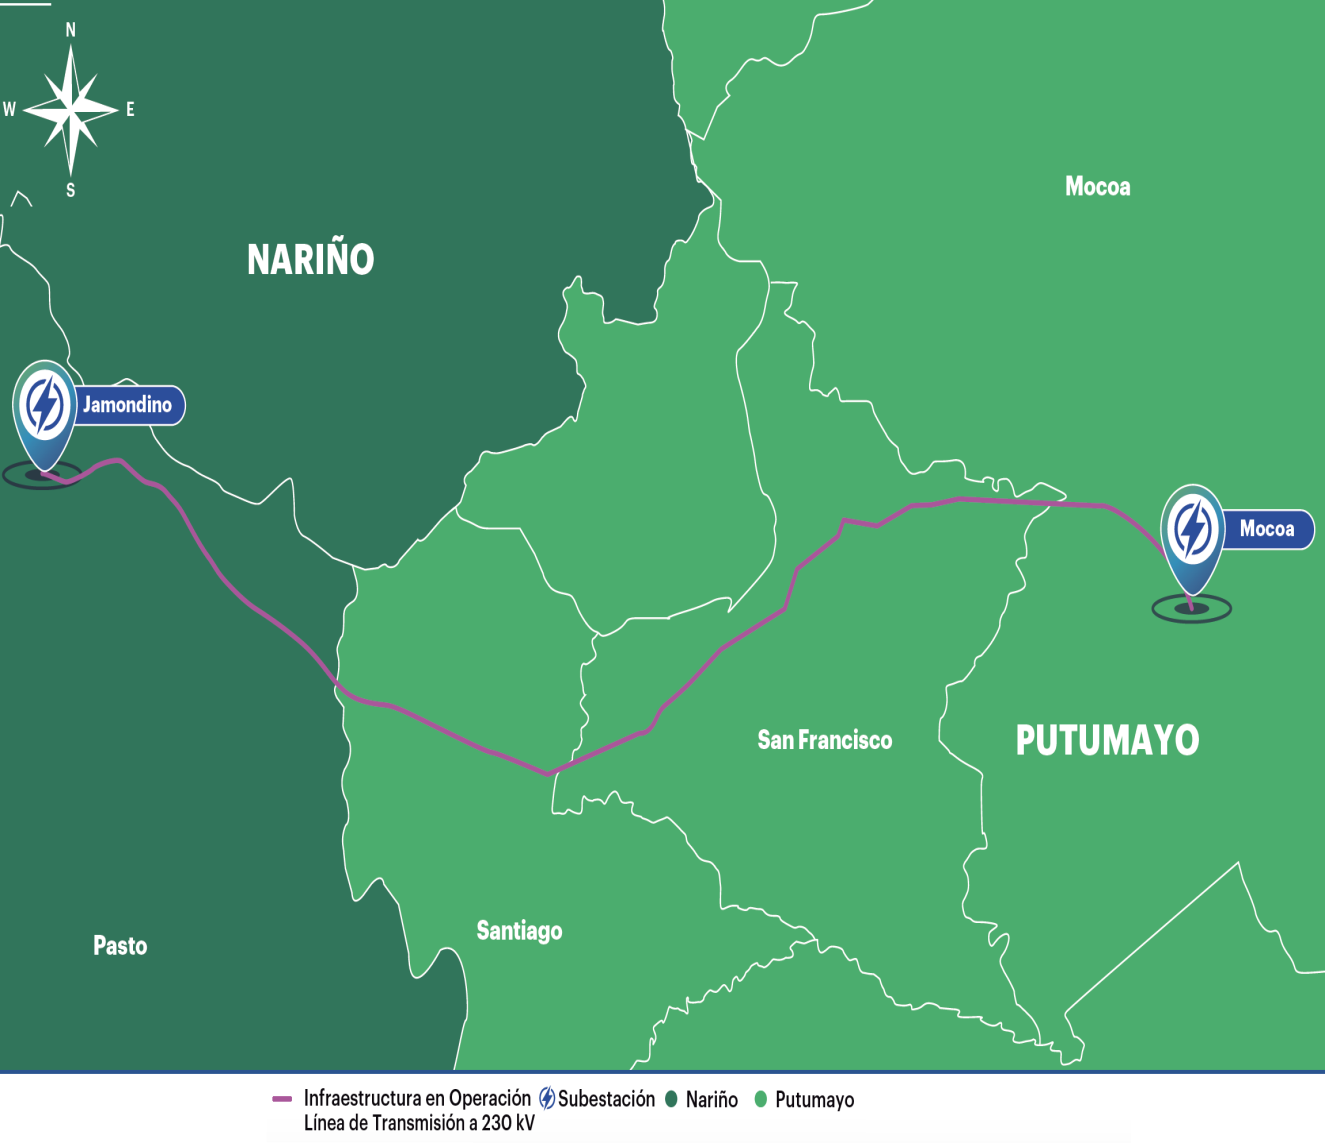 N
W E
S
Mocoa
NARIÑO
Jamondino
Mocoa
San Francisco
PUTUMAYO
Santiago
Pasto
Infraestructura en Operación Subestación Nariño Putumayo
Línea de Transmisión a 230 kV